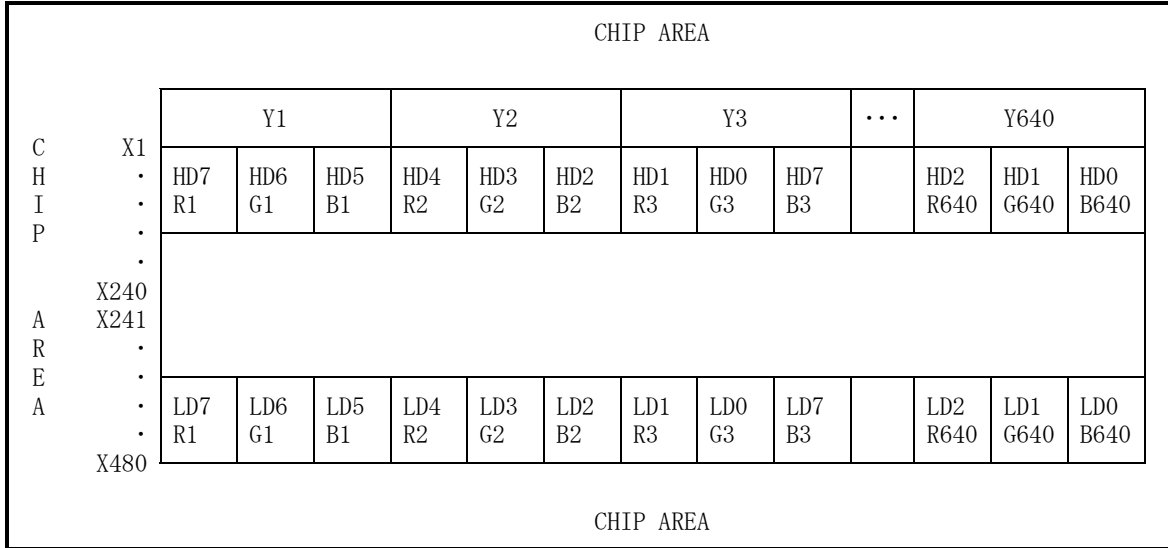 CHIP AREA
Y1 Y2 Y3 ··· Y640
C X1
H · HD7 HD6 HD5 HD4 HD3 HD2 HD1 HD0 HD7 HD2 HD1 HD0
I · R1 G1 B1 R2 G2 B2 R3 G3 B3 R640 G640 B640
P ·
·
X240
A X241
R ·
E ·
A · LD7 LD6 LD5 LD4 LD3 LD2 LD1 LD0 LD7 LD2 LD1 LD0
· R1 G1 B1 R2 G2 B2 R3 G3 B3 R640 G640 B640
X480
CHIP AREA